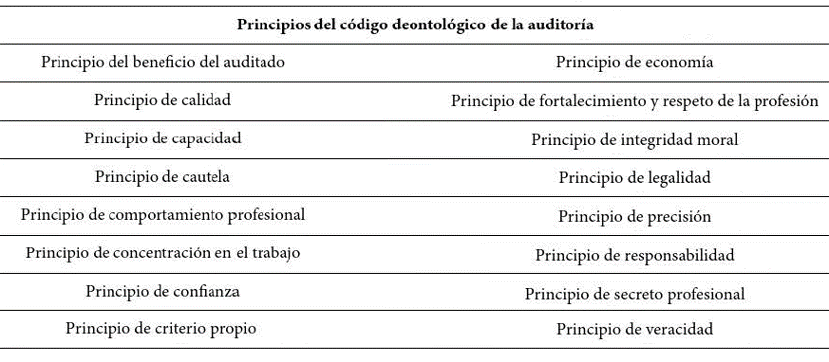 Principios del código deontológico de la auditoría
Principio del beneficio del auditado
Principio de economía
Principio de calidad
Principio de fortalecimiento y respeto de la profesión
Principio de capacidad
Principio de integridad moral
Principio de cautela
Principio de legalidad
Principio de comportamiento profesional
Principio de precisión
Principio de concentración en el trabajo
Principio de responsabilidad
Principio de confianza
Principio de secreto profesional
Principio de criterio propio
Principio de veracidad